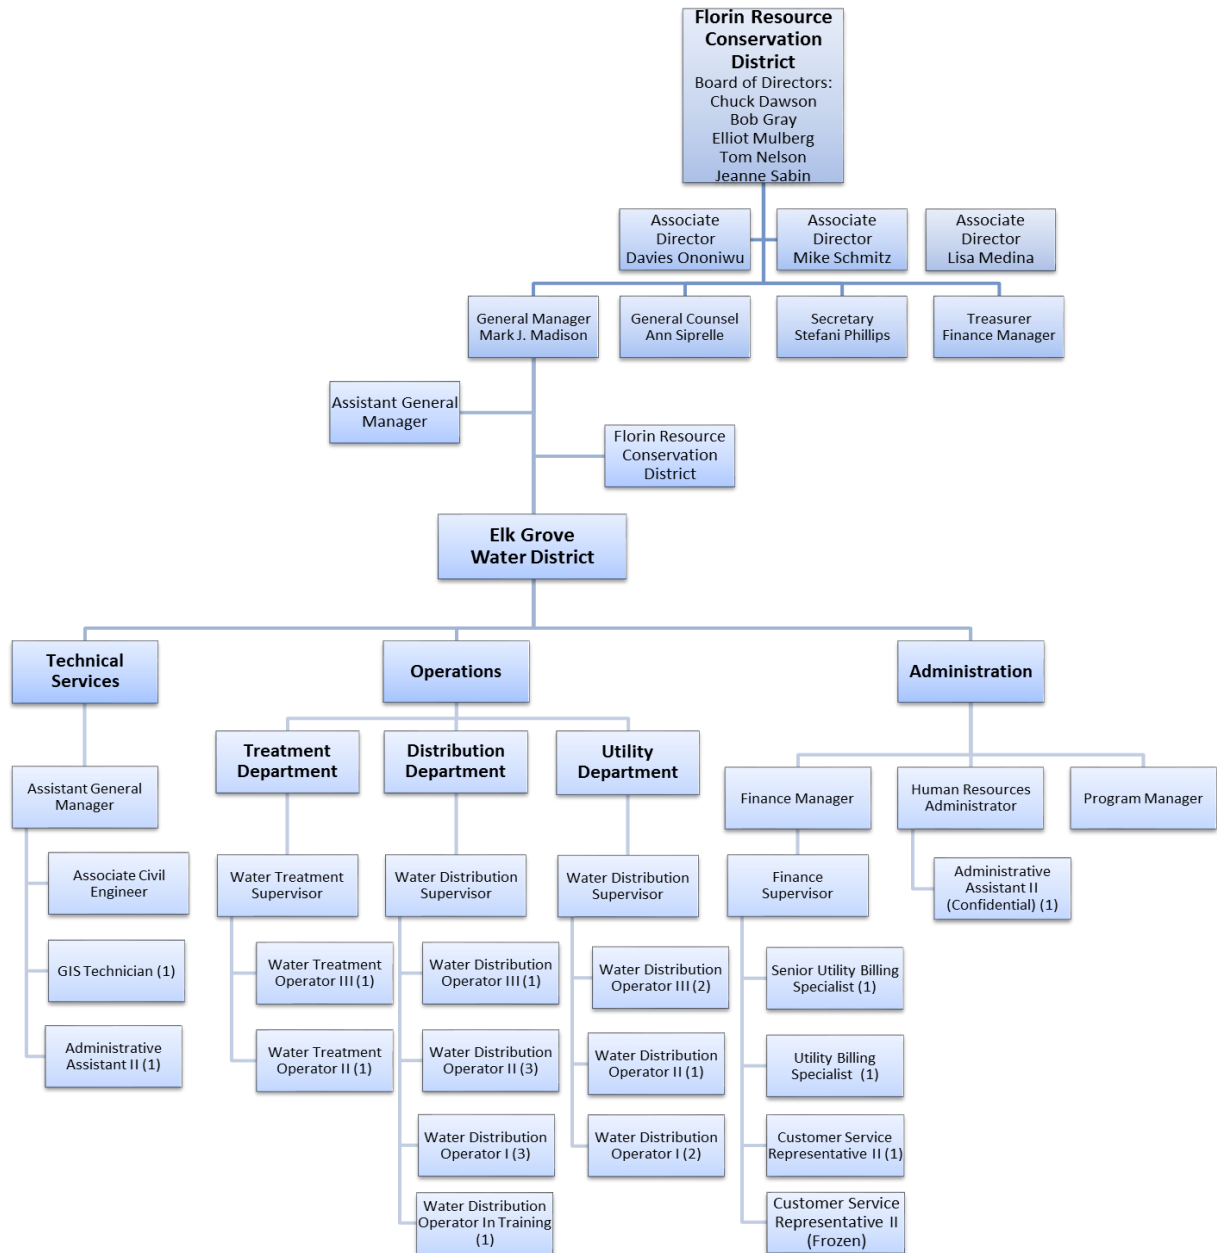 Florin Resource
Conservation
District
Board of Directors:
Chuck Dawson
Bob Gray
Elliot Mulberg
Tom Nelson
Jeanne Sabin
Associate
Director
Davies Ononiwu
Associate
Director
Mike Schmitz
Associate
Director
Lisa Medina
General Manager
Mark J. Madison
General Counsel
Ann Siprelle
Secretary
Stefani Phillips
Treasurer
Finance Manager
Assistant General
Manager
Florin Resource
Conservation
District
Elk Grove
Water District
Technical
Services
Operations
Administration
Treatment
Department
Distribution
Department
Utility
Department
Assistant General
Manager
Finance Manager
Human Resources
Administrator
Program Manager
Associate Civil
Engineer
Water Treatment
Supervisor
Water Distribution
Supervisor
Water Distribution
Supervisor
Finance
Supervisor
Administrative
Assistant II
(Confidential) (1)
GIS Technician (1)
Water Treatment
Operator III (1)
Water Distribution
Operator III (1)
Water Distribution
Operator III (2)
Senior Utility Billing
Specialist (1)
Administrative
Assistant II (1)
Water Treatment
Operator II (1)
Water Distribution
Operator II (3)
Water Distribution
Operator II (1)
Utility Billing
Specialist (1)
Water Distribution
Operator I (3)
Water Distribution
Operator I (2)
Customer Service
Representative II (1)
Water Distribution
Operator In Training
(1)
Customer Service
Representative II
(Frozen)